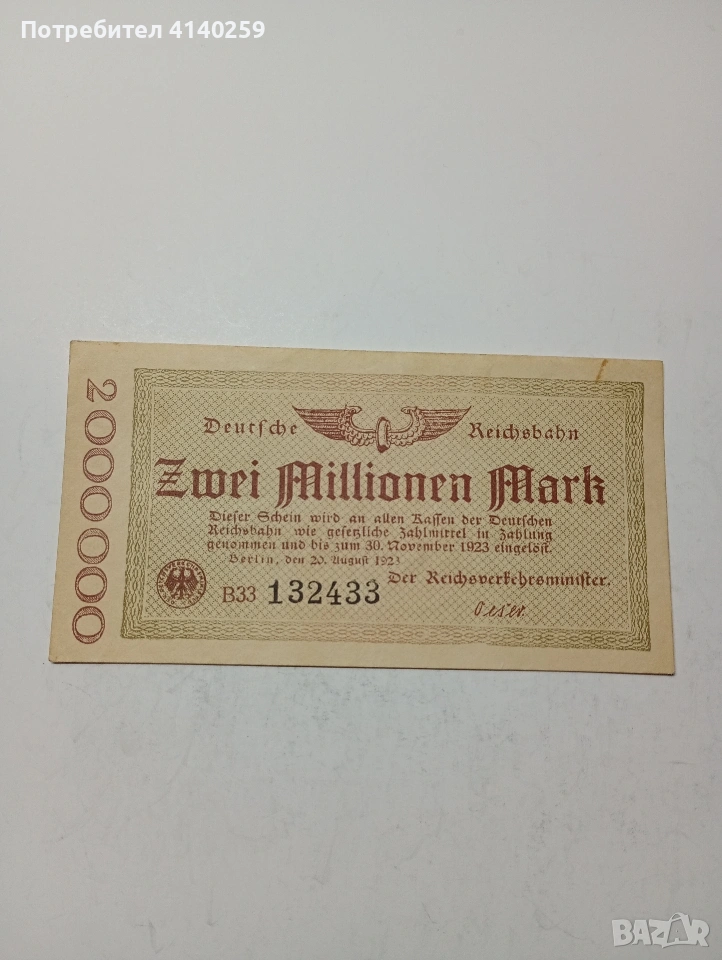 Потребител 4140259
2000000
Deutsche Reichsbahn
Zwei Millionen Mark
Dieser Schein wird an allen Kassen der Deutschen
Reichsbahn wie gesetzliche Zahlmittel in Zahlung
genommen und bis zum 30. November 1923 eingelöst.
Berlin, den 20. August 1923
Der Reichsverkehrsminister.
B33 132433
Oeser
BAZAR